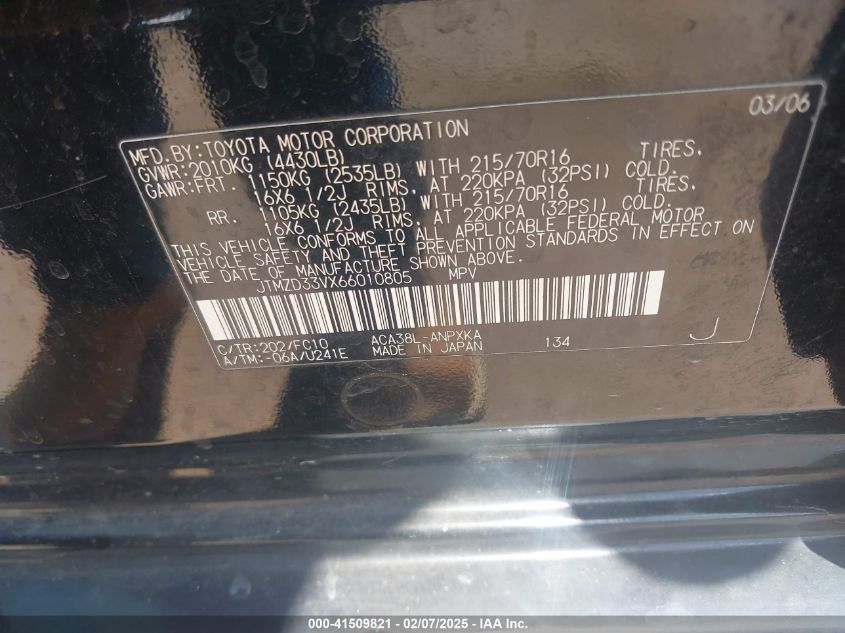 03/06
MFD.BY:TOYOTA MOTOR CORPORATION
GVWR:2010KG (4430LB)
GAWR:FRT. 1150KG (2535LB) WITH 215/70R16 TIRES,
16X6 1/2J RIMS, AT 220KPA (32PSI) COLD.
RR. 1105KG (2435LB) WITH 215/70R16 TIRES,
16X6 1/2J RIMS, AT 220KPA (32PSI) COLD.
THIS VEHICLE CONFORMS TO ALL APPLICABLE FEDERAL MOTOR
VEHICLE SAFETY AND THEFT PREVENTION STANDARDS IN EFFECT ON
THE DATE OF MANUFACTURE SHOWN ABOVE.
JTMZD33VX66010805 MPV
C/TR:202/FC10 ACA38L-ANPXKA 134 J
A/TM:-06A/U241E MADE IN JAPAN
000-41509821 - 02/07/2025 - IAA Inc.